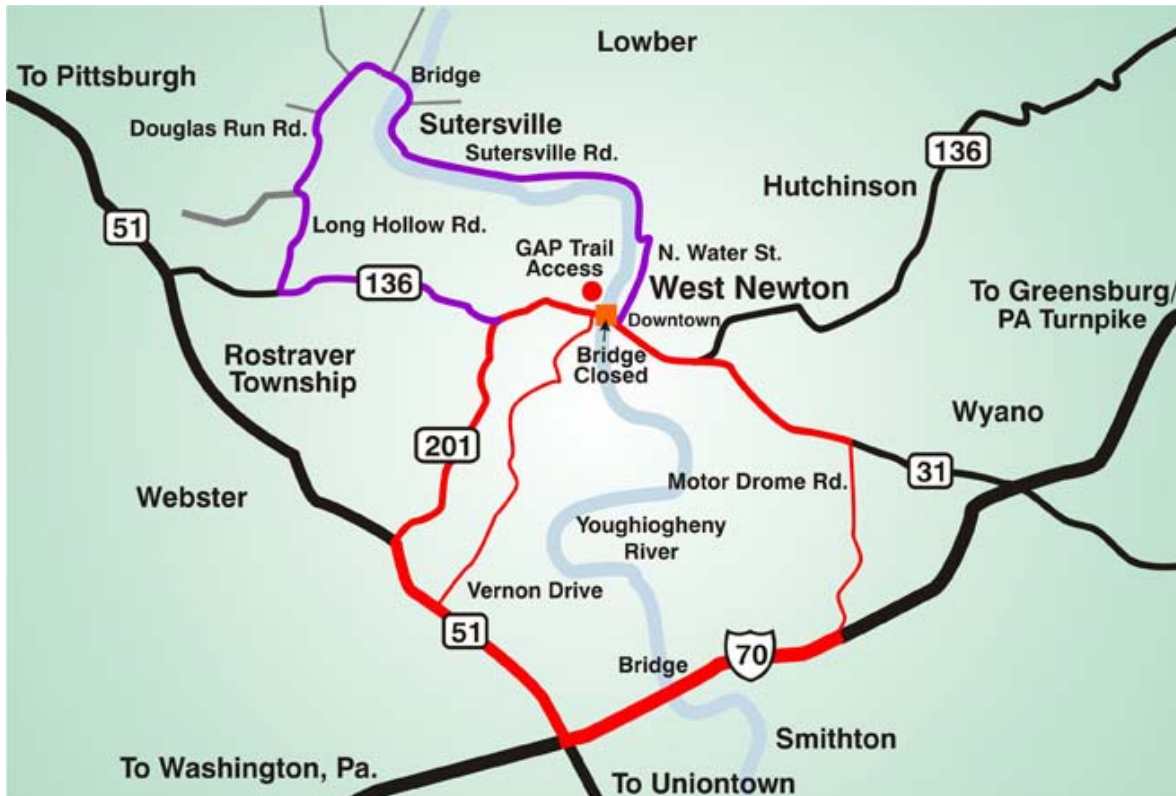 Lowber
To Pittsburgh
Bridge
Douglas Run Rd.
Sutersville
Sutersville Rd.
136
Hutchinson
51
Long Hollow Rd.
GAP Trail
Access
N. Water St.
136
West Newton
To Greensburg/
PA Turnpike
Downtown
Bridge
Closed
Rostraver
Township
Wyano
201
31
Motor Drome Rd.
Webster
Youghiogheny
River
Vernon Drive
51
70
Bridge
Smithton
To Washington, Pa.
To Uniontown